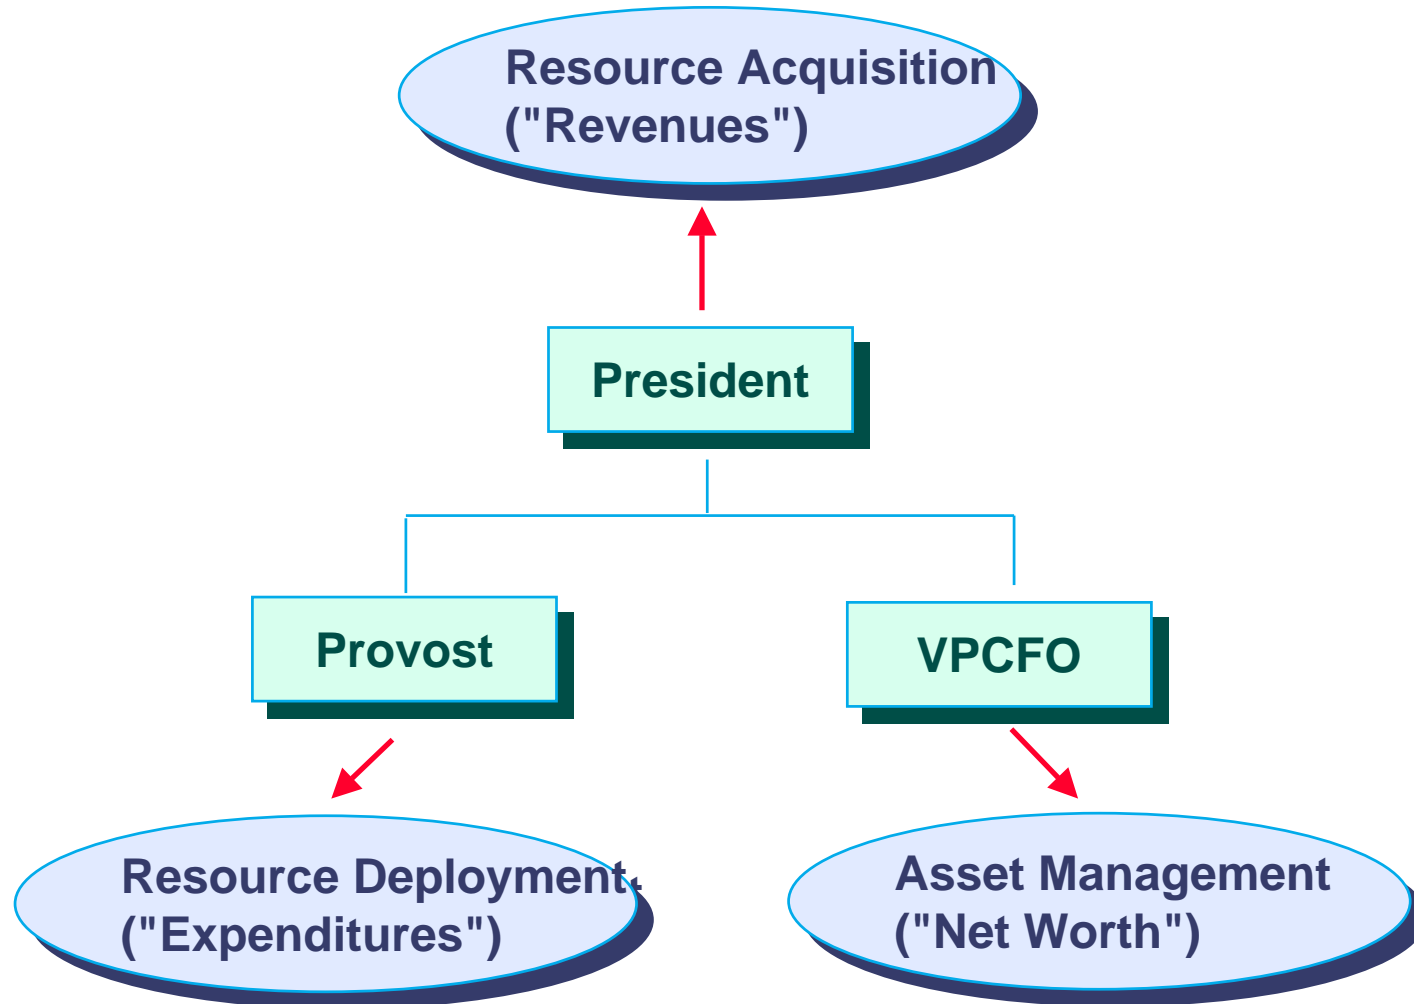 Resource Acquisition
("Revenues")
President
Provost
VPCFO
Resource Deployment
("Expenditures")
Asset Management
("Net Worth")